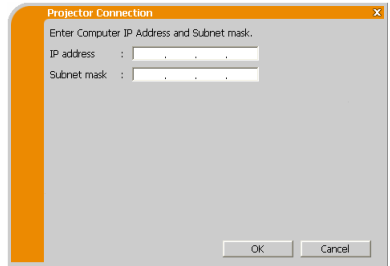 Projector Connection
Enter Computer IP Address and Subnet mask.
IP address : . . .
Subnet mask : . . .
OK Cancel